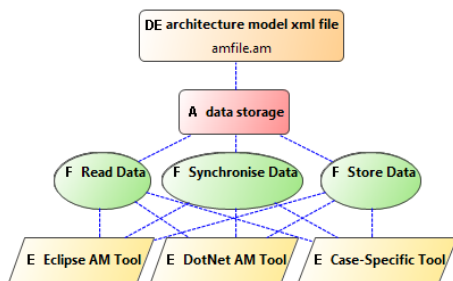 DE architecture model xml file
amfile.am
A data storage
F Read Data F Synchronise Data F Store Data
E Eclipse AM Tool E DotNet AM Tool E Case-Specific Tool